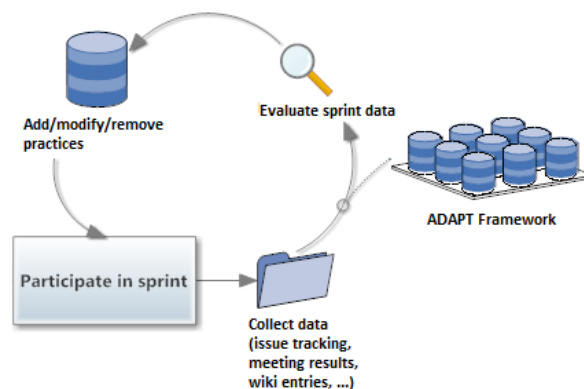 Evaluate sprint data
Add/modify/remove
practices
ADAPT Framework
Participate in sprint
Collect data
(issue tracking,
meeting results,
wiki entries, ...)